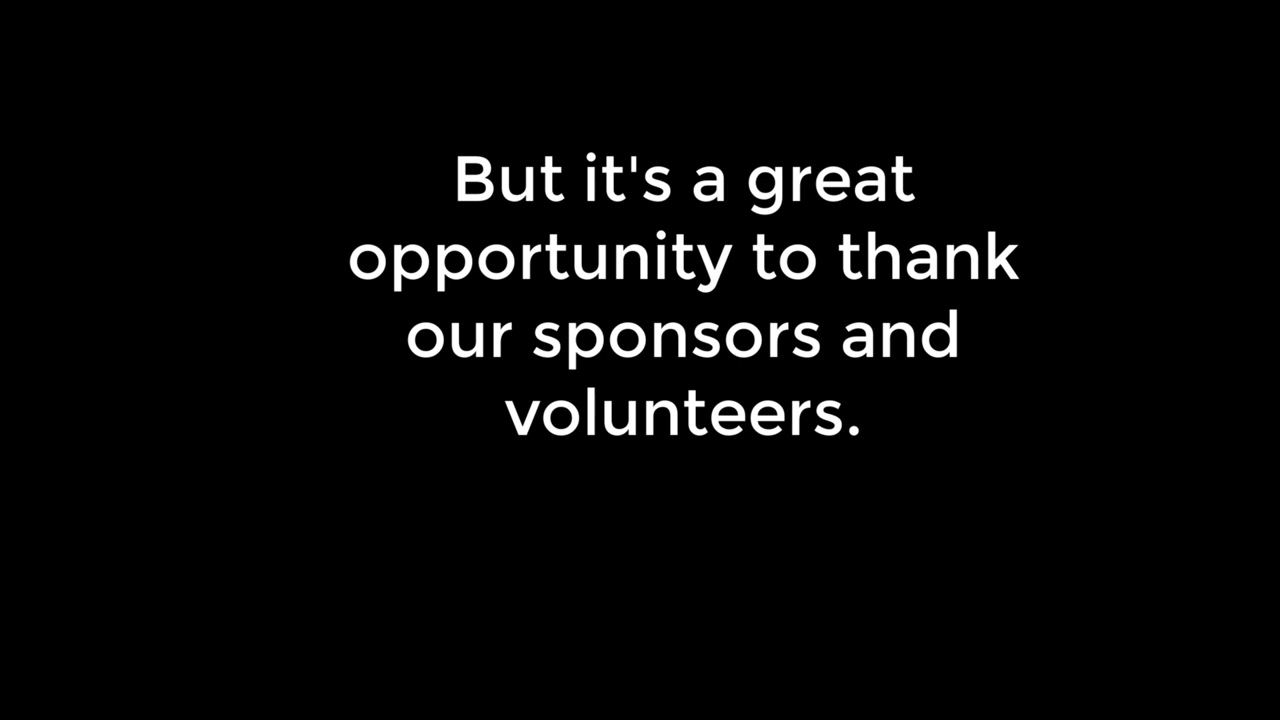 But it's a great
opportunity to thank
our sponsors and
volunteers.